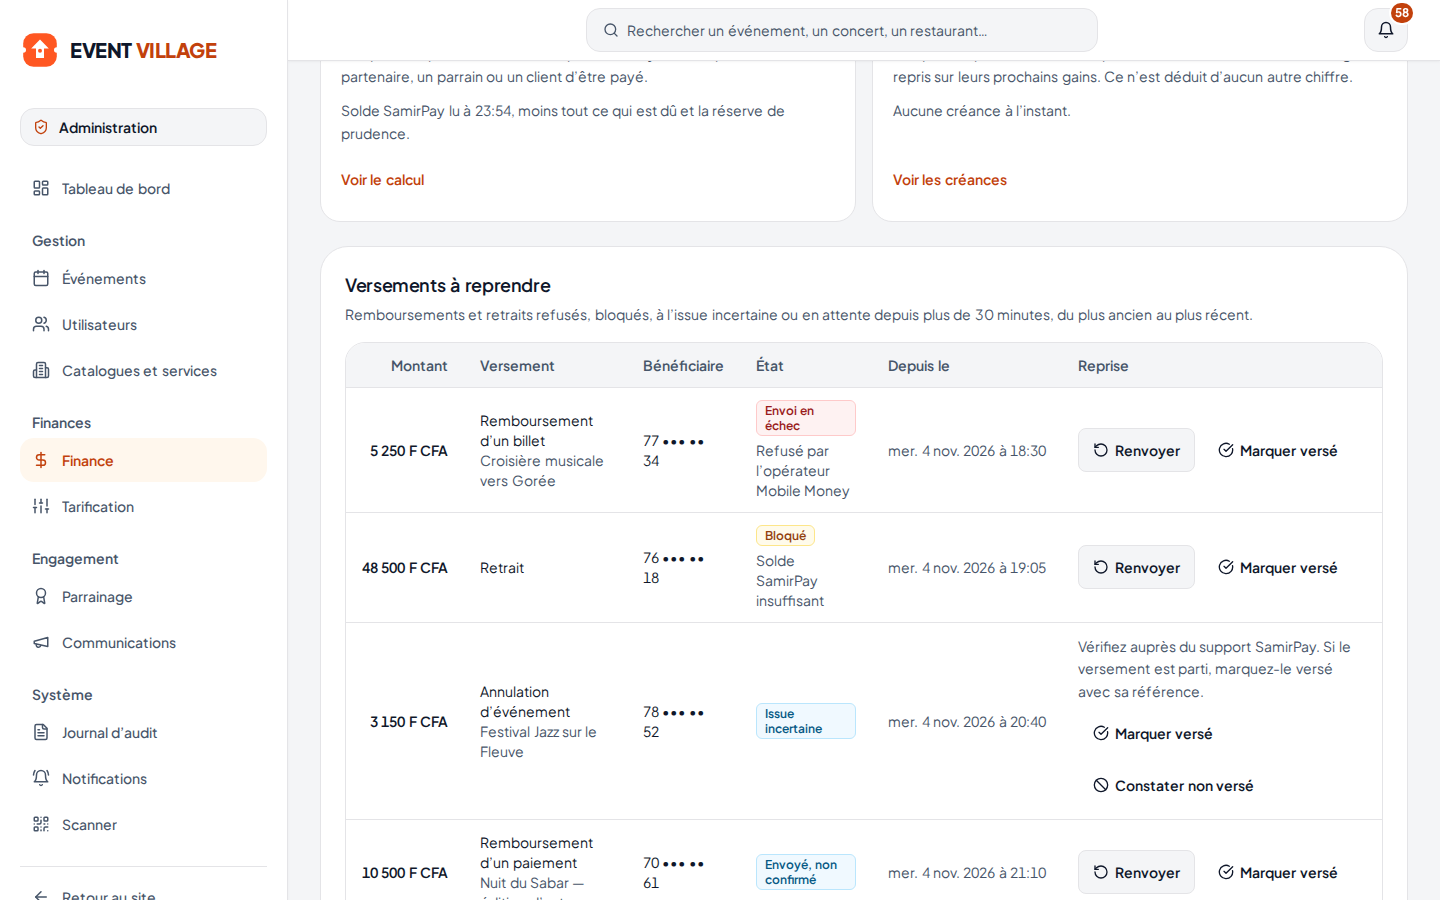 EVENT VILLAGE
Rechercher un événement, un concert, un restaurant…
58
Administration
Tableau de bord
Gestion
Événements
Utilisateurs
Catalogues et services
Finances
Finance
Tarification
Engagement
Parrainage
Communications
Système
Journal d’audit
Notifications
Scanner
Retour au site
partenaire, un parrain ou un client d’être payé.
Solde SamirPay lu à 23:54, moins tout ce qui est dû et la réserve de
prudence.
Voir le calcul
repris sur leurs prochains gains. Ce n’est déduit d’aucun autre chiffre.
Aucune créance à l’instant.
Voir les créances
Versements à reprendre
Remboursements et retraits refusés, bloqués, à l’issue incertaine ou en attente depuis plus de 30 minutes, du plus ancien au plus récent.
Montant Versement Bénéficiaire État Depuis le Reprise
5 250 F CFA
Remboursement
d’un billet
Croisière musicale
vers Gorée
77 ••• ••
34
Envoi en
échec
Refusé par
l’opérateur
Mobile Money
mer. 4 nov. 2026 à 18:30
Renvoyer
Marquer versé
48 500 F CFA
Retrait
76 ••• ••
18
Bloqué
Solde
SamirPay
insuffisant
mer. 4 nov. 2026 à 19:05
Renvoyer
Marquer versé
3 150 F CFA
Annulation
d’événement
Festival Jazz sur le
Fleuve
78 ••• ••
52
Issue
incertaine
mer. 4 nov. 2026 à 20:40
Vérifiez auprès du support SamirPay. Si le
versement est parti, marquez-le versé
avec sa référence.
Marquer versé
Constater non versé
10 500 F CFA
Remboursement
d’un paiement
Nuit du Sabar —
70 ••• ••
61
Envoyé, non
confirmé
mer. 4 nov. 2026 à 21:10
Renvoyer
Marquer versé